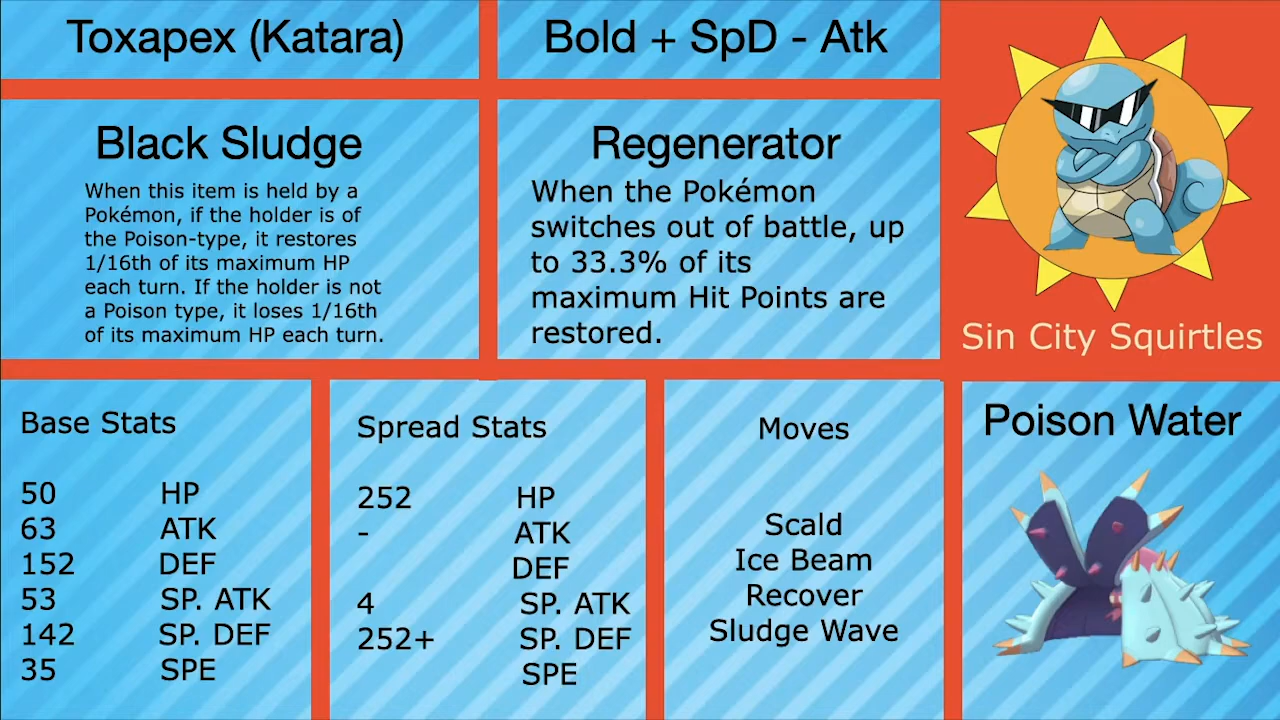 Toxapex (Katara)
Bold + SpD - Atk
Black Sludge
When this item is held by a
Pokémon, if the holder is of
the Poison-type, it restores
1/16th of its maximum HP
each turn. If the holder is not
a Poison type, it loses 1/16th
of its maximum HP each turn.
Regenerator
When the Pokémon
switches out of battle, up
to 33.3% of its
maximum Hit Points are
restored.
Sin City Squirtles
Base Stats
50 HP
63 ATK
152 DEF
53 SP. ATK
142 SP. DEF
35 SPE
Spread Stats
252 HP
- ATK
DEF
4 SP. ATK
252+ SP. DEF
SPE
Moves
Scald
Ice Beam
Recover
Sludge Wave
Poison Water